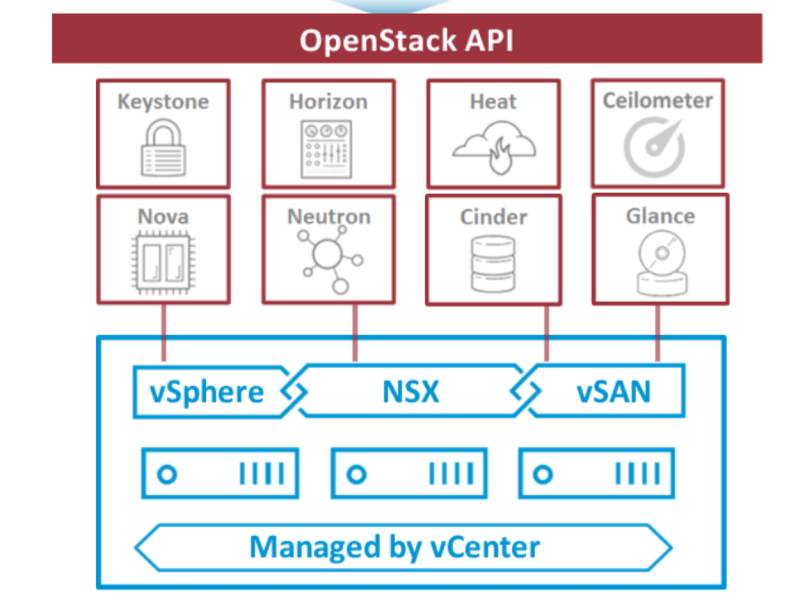 OpenStack API
Keystone
Horizon
Heat
Ceilometer
Nova
Neutron
Cinder
Glance
vSphere
NSX
vSAN
Managed by vCenter